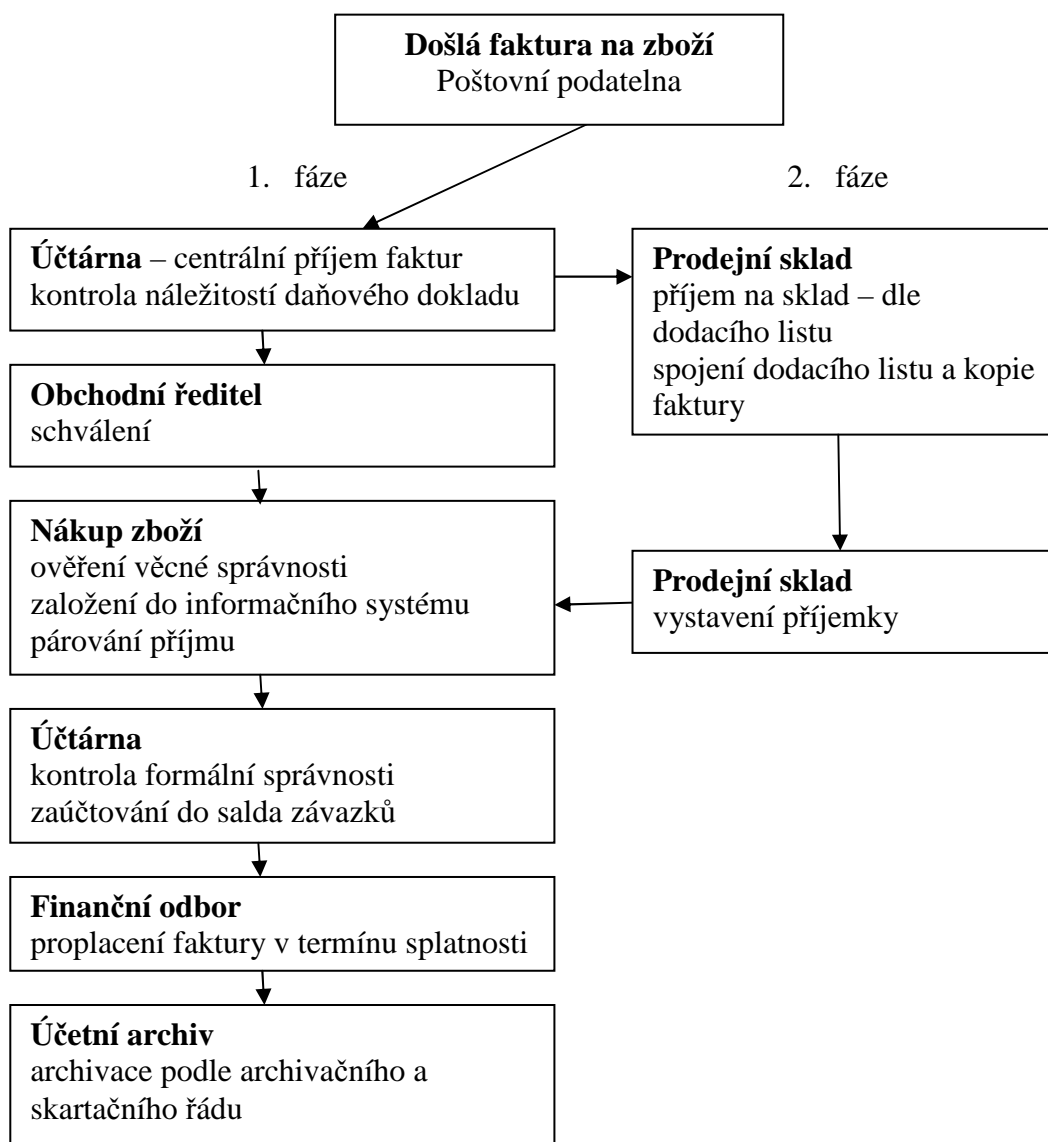 Došlá faktura na zboží
Poštovní podatelna
1. fáze
2. fáze
Účtárna – centrální příjem faktur
kontrola náležitostí daňového dokladu
Prodejní sklad
příjem na sklad – dle
dodacího listu
spojení dodacího listu a kopie
faktury
Obchodní ředitel
schválení
Nákup zboží
ověření věcné správnosti
založení do informačního systému
párování příjmu
Prodejní sklad
vystavení příjemky
Účtárna
kontrola formální správnosti
zaúčtování do salda závazků
Finanční odbor
proplacení faktury v termínu splatnosti
Účetní archiv
archivace podle archivačního a
skartačního řádu